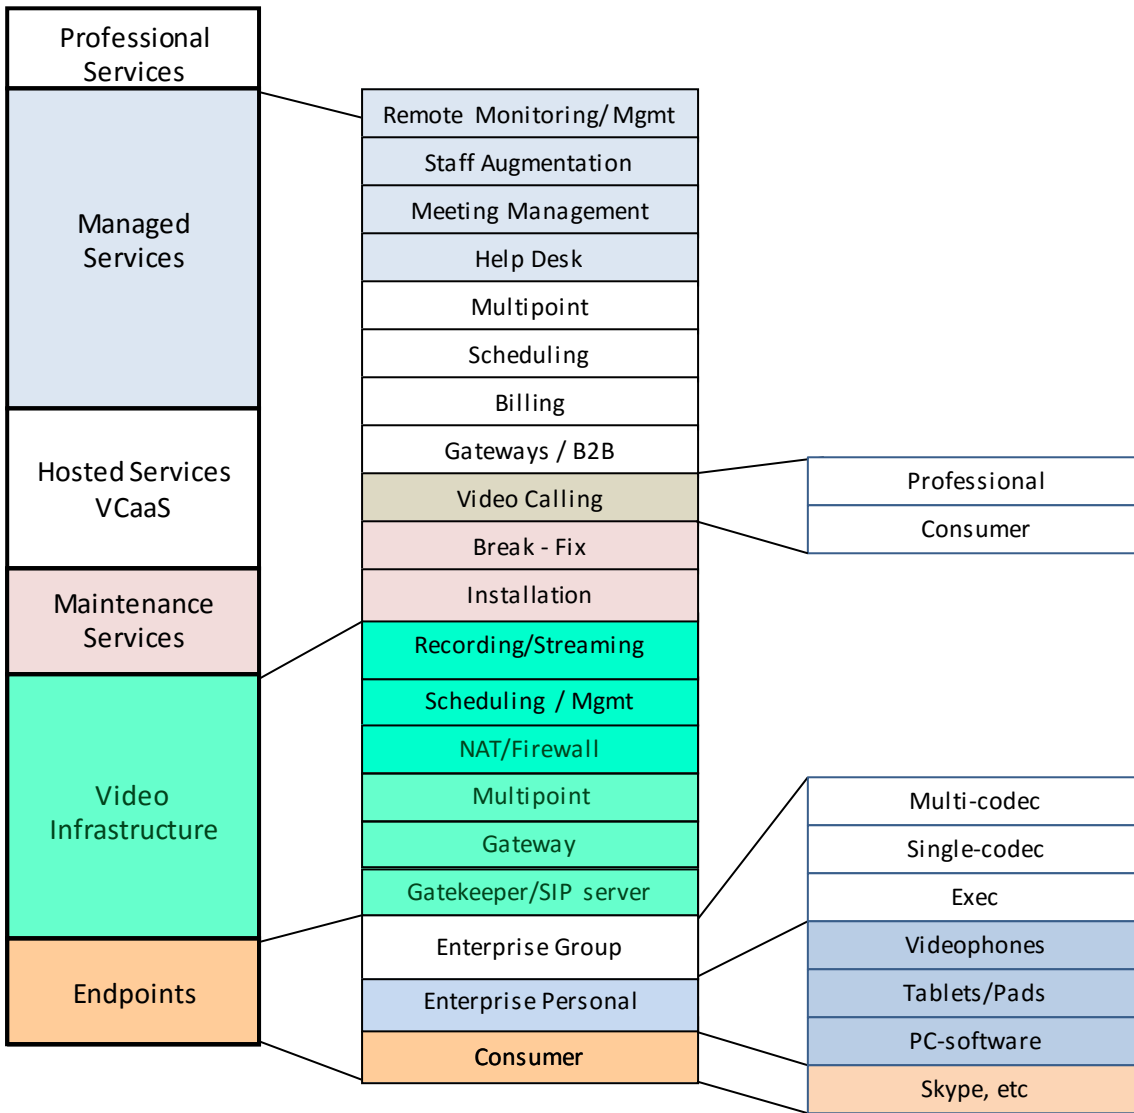 Professional
Services
Managed
Services
Hosted Services
VCaaS
Maintenance
Services
Video
Infrastructure
Endpoints
Remote Monitoring/Mgmt
Staff Augmentation
Meeting Management
Help Desk
Multipoint
Scheduling
Billing
Gateways / B2B
Video Calling
Break - Fix
Installation
Recording/Streaming
Scheduling / Mgmt
NAT/Firewall
Multipoint
Gateway
Gatekeeper/SIP server
Enterprise Group
Enterprise Personal
Consumer
Professional
Consumer
Multi-codec
Single-codec
Exec
Videophones
Tablets/Pads
PC-software
Skype, etc